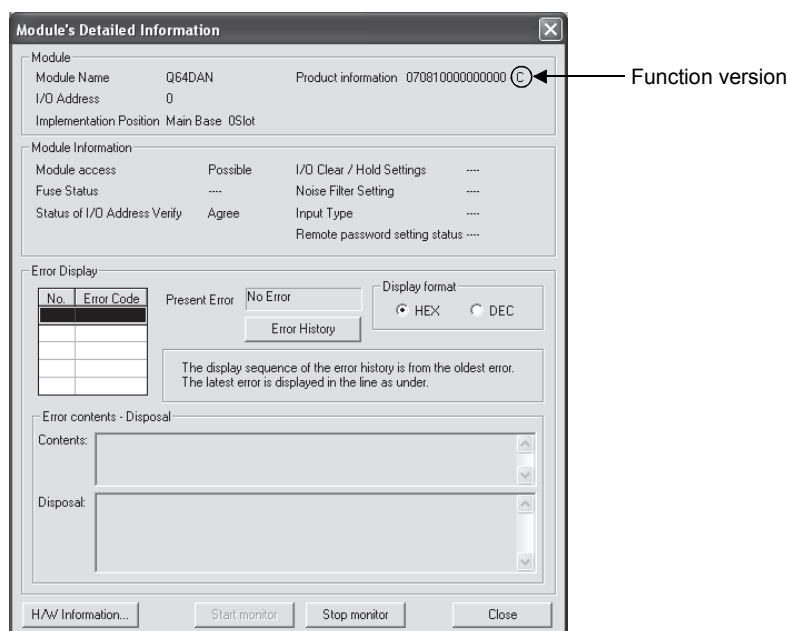 Module's Detailed Information
Module
Module Name Q64DAN Product information 070810000000000 C
Function version
I/O Address 0
Implementation Position Main Base 0Slot
Module Information
Module access Possible I/O Clear / Hold Settings ----
Fuse Status ---- Noise Filter Setting ----
Status of I/O Address Verify Agree Input Type ----
Remote password setting status ----
Error Display
No. Error Code
Present Error No Error
Display format
HEX DEC
Error History
The display sequence of the error history is from the oldest error.
The latest error is displayed in the line as under.
Error contents - Disposal
Contents:
Disposal:
H/W Information... Start monitor Stop monitor Close